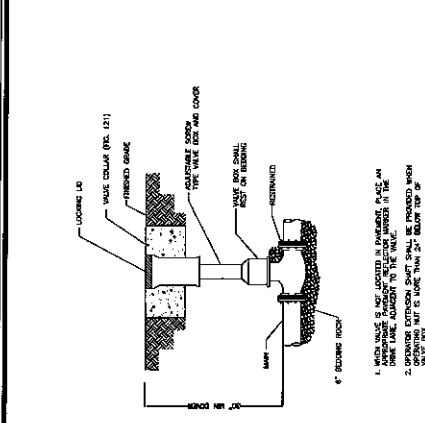 LOCKING LID
VALVE COLLAR (FIG. 121)
FINISHED GRADE
ADJUSTABLE SCREW
TYPE VALVE BOX AND COVER
VALVE BOX SHALL
REST ON BEDDING
RESTRAINED
MAIN
6" BEDDING ROCK
30" MIN COVER
1. WHEN VALVE IS NOT LOCATED IN PAVEMENT, PLACE AN
APPROPRIATE PAVEMENT REFLECTOR MARKER IN THE
DRIVE LANE, ADJACENT TO THE VALVE.
2. OPERATOR EXTENSION SHAFT SHALL BE PROVIDED WHEN
OPERATING NUT IS MORE THAN 24" BELOW TOP OF
VALVE BOX.